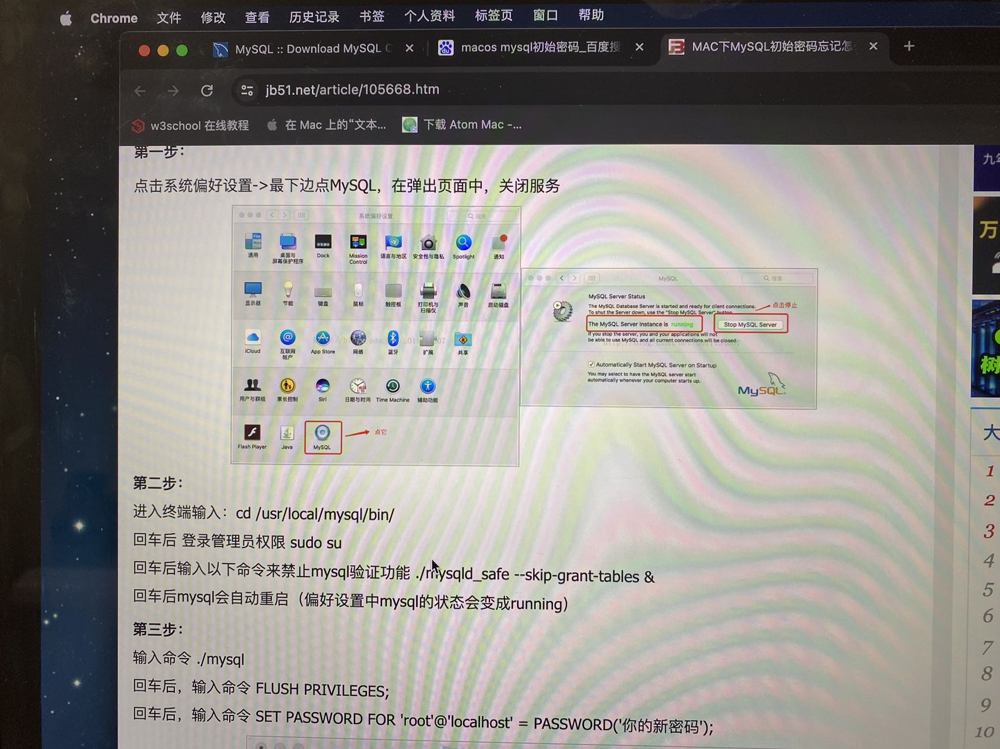 Chrome 文件 修改 查看 历史记录 书签 个人资料 标签页 窗口 帮助
MySQL :: Download MySQL C
macos mysql初始密码_百度搜
MAC下MySQL初始密码忘记怎
jb51.net/article/105668.htm
w3school 在线教程
在 Mac 上的“文本...
下载 Atom Mac -...
第一步：
点击系统偏好设置->最下边点MySQL，在弹出页面中，关闭服务
系统偏好设置
搜索
通用 桌面与屏幕保护程序 Dock Mission Control 语言与地区 安全性与隐私 Spotlight 通知
显示器 节能 键盘 鼠标 触控板 打印机与扫描仪 声音 启动磁盘
iCloud 互联网帐户 App Store 网络 蓝牙 扩展 共享
用户与群组 家长控制 Siri 日期与时间 Time Machine 辅助功能
Flash Player Java MySQL 点它
MySQL
搜索
MySQL Server Status
The MySQL Database Server is started and ready for client connections.
To shut the Server down, use the "Stop MySQL Server" button.
点击停止
The MySQL Server Instance is running
Stop MySQL Server
If you stop the server, you and your applications will not
be able to use MySQL and all current connections will be closed.
Automatically Start MySQL Server on Startup
You may select to have the MySQL server start
automatically whenever your computer starts up.
MySQL
第二步：
进入终端输入：cd /usr/local/mysql/bin/
回车后 登录管理员权限 sudo su
回车后输入以下命令来禁止mysql验证功能 ./mysqld_safe --skip-grant-tables &
回车后mysql会自动重启（偏好设置中mysql的状态会变成running）
第三步：
输入命令 ./mysql
回车后，输入命令 FLUSH PRIVILEGES;
回车后，输入命令 SET PASSWORD FOR 'root'@'localhost' = PASSWORD('你的新密码');
九年
万
树
大
1
2
3
4
5
6
7
8
9
10